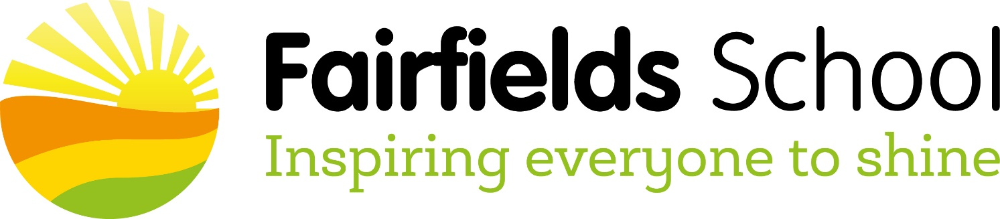 Fairfields School
Inspiring everyone to shine